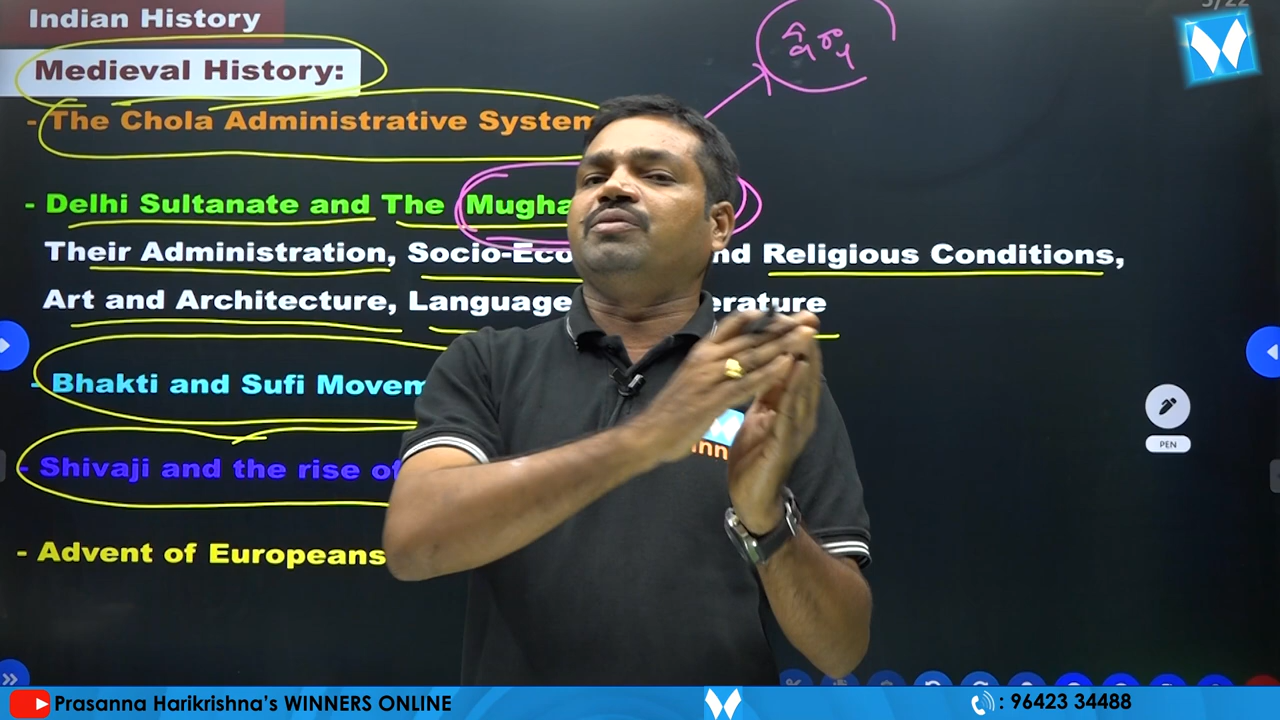 Indian History
Medieval History:
- The Chola Administrative System
- Delhi Sultanate and The Mugha
Their Administration, Socio-Eco nd Religious Conditions,
Art and Architecture, Language erature
- Bhakti and Sufi Movem
- Shivaji and the rise of
- Advent of Europeans
PEN
inn
Prasanna Harikrishna's WINNERS ONLINE
: 96423 34488